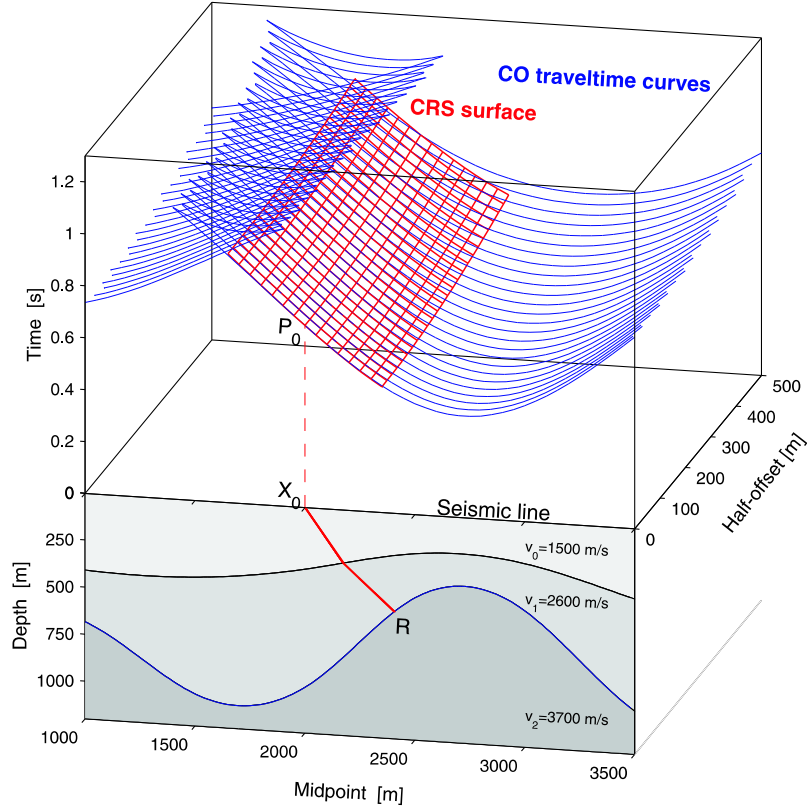 CO traveltime curves
CRS surface
1.2
1
0.8
0.6
0.4
0.2
0
Time [s]
P0
X0
Seismic line
500
400
300
200
100
0
Half-offset [m]
250
500
750
1000
Depth [m]
v0=1500 m/s
v1=2600 m/s
R
v2=3700 m/s
1000
1500
2000
2500
3000
3500
Midpoint [m]